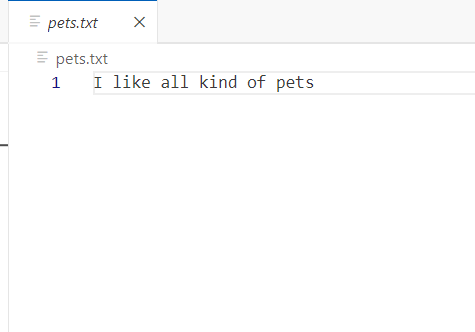 pets.txt
pets.txt
1 I like all kind of pets